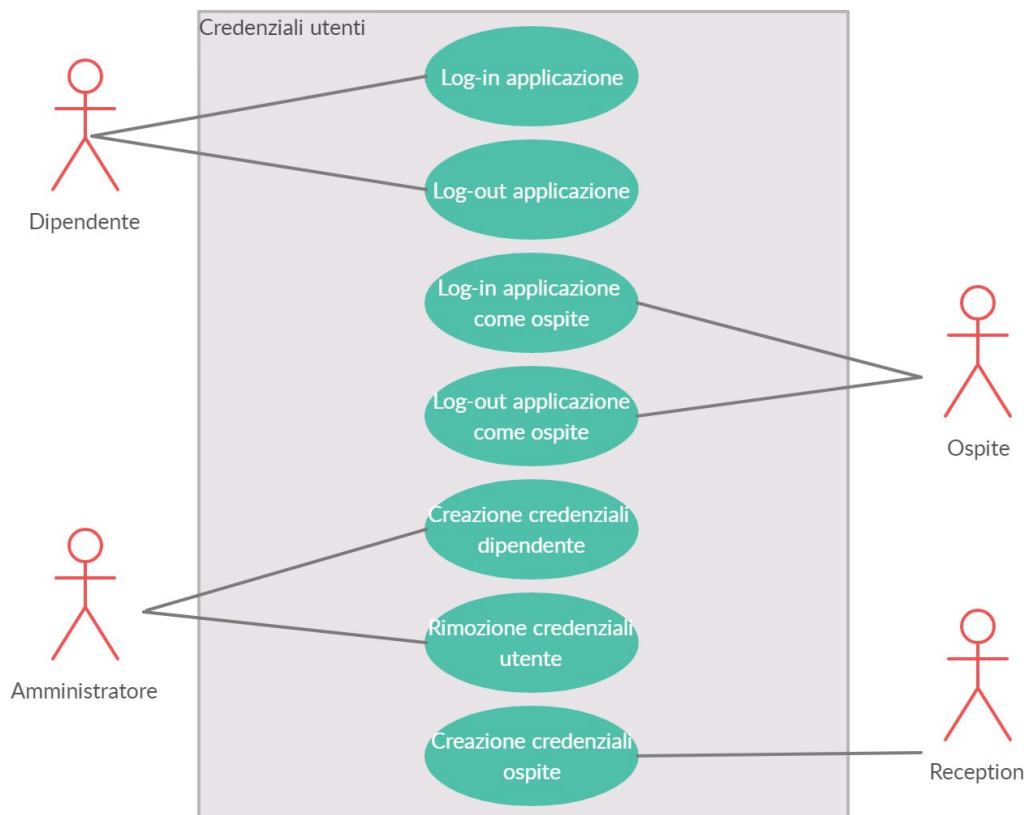 Credenziali utenti
Log-in applicazione
Dipendente
Log-out applicazione
Log-in applicazione
come ospite
Log-out applicazione
come ospite
Ospite
Creazione credenziali
dipendente
Rimozione credenziali
utente
Amministratore
Creazione credenziali
ospite
Reception